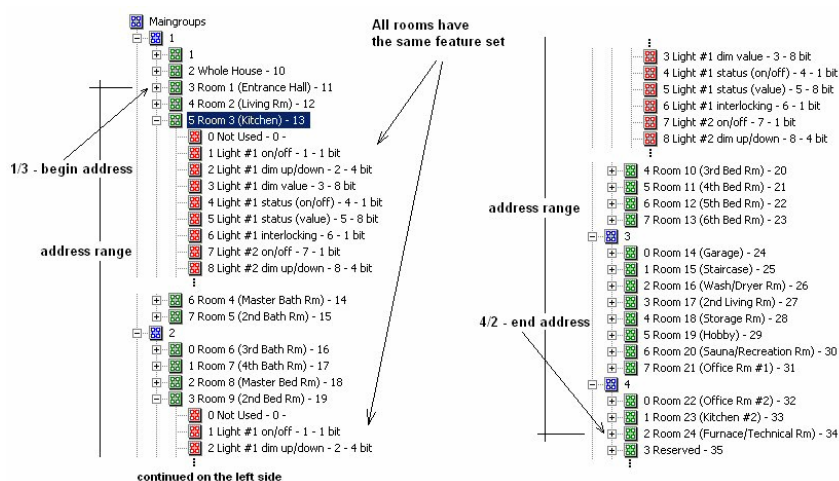 Maingroups
1
1
2 Whole House - 10
3 Room 1 (Entrance Hall) - 11
4 Room 2 (Living Rm) - 12
5 Room 3 (Kitchen) - 13
0 Not Used - 0 -
1 Light #1 on/off - 1 - 1 bit
2 Light #1 dim up/down - 2 - 4 bit
3 Light #1 dim value - 3 - 8 bit
4 Light #1 status (on/off) - 4 - 1 bit
5 Light #1 status (value) - 5 - 8 bit
6 Light #1 interlocking - 6 - 1 bit
7 Light #2 on/off - 7 - 1 bit
8 Light #2 dim up/down - 8 - 4 bit
6 Room 4 (Master Bath Rm) - 14
7 Room 5 (2nd Bath Rm) - 15
2
0 Room 6 (3rd Bath Rm) - 16
1 Room 7 (4th Bath Rm) - 17
2 Room 8 (Master Bed Rm) - 18
3 Room 9 (2nd Bed Rm) - 19
0 Not Used - 0 -
1 Light #1 on/off - 1 - 1 bit
2 Light #1 dim up/down - 2 - 4 bit
continued on the left side
1/3 - begin address
address range
All rooms have
the same feature set
3 Light #1 dim value - 3 - 8 bit
4 Light #1 status (on/off) - 4 - 1 bit
5 Light #1 status (value) - 5 - 8 bit
6 Light #1 interlocking - 6 - 1 bit
7 Light #2 on/off - 7 - 1 bit
8 Light #2 dim up/down - 8 - 4 bit
4 Room 10 (3rd Bed Rm) - 20
5 Room 11 (4th Bed Rm) - 21
6 Room 12 (5th Bed Rm) - 22
7 Room 13 (6th Bed Rm) - 23
3
0 Room 14 (Garage) - 24
1 Room 15 (Staircase) - 25
2 Room 16 (Wash/Dryer Rm) - 26
3 Room 17 (2nd Living Rm) - 27
4 Room 18 (Storage Rm) - 28
5 Room 19 (Hobby) - 29
6 Room 20 (Sauna/Recreation Rm) - 30
7 Room 21 (Office Rm #1) - 31
4
0 Room 22 (Office Rm #2) - 32
1 Room 23 (Kitchen #2) - 33
2 Room 24 (Furnace/Technical Rm) - 34
3 Reserved - 35
address range
4/2 - end address